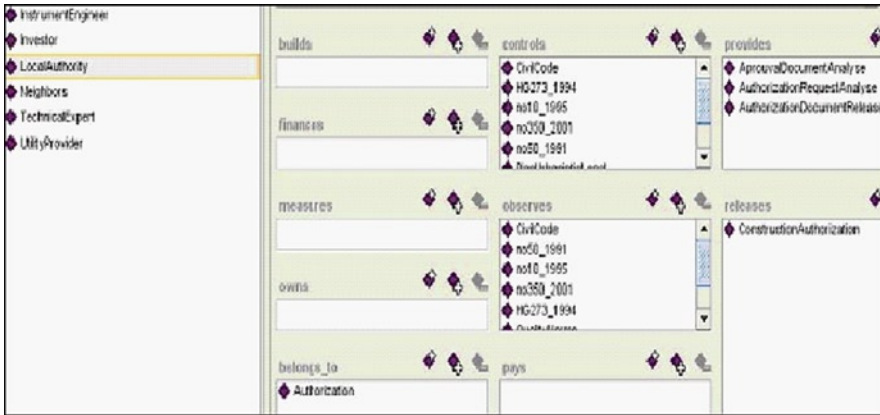 InstrumentEngineer
Investor
LocalAuthority
Neighbors
TechnicalExpert
UtilityProvider
builds
finances
measures
owns
belongs_to
Authorization
controls
CivilCode
HG273_1994
no10_1995
no350_2001
no50_1991
observes
CivilCode
no50_1991
no10_1995
no350_2001
HG273_1994
QualityNorms
pays
provides
AprouvalDocumentAnalyse
AuthorizationRequestAnalyse
AuthorizationDocumentRelease
releases
ConstructionAuthorization